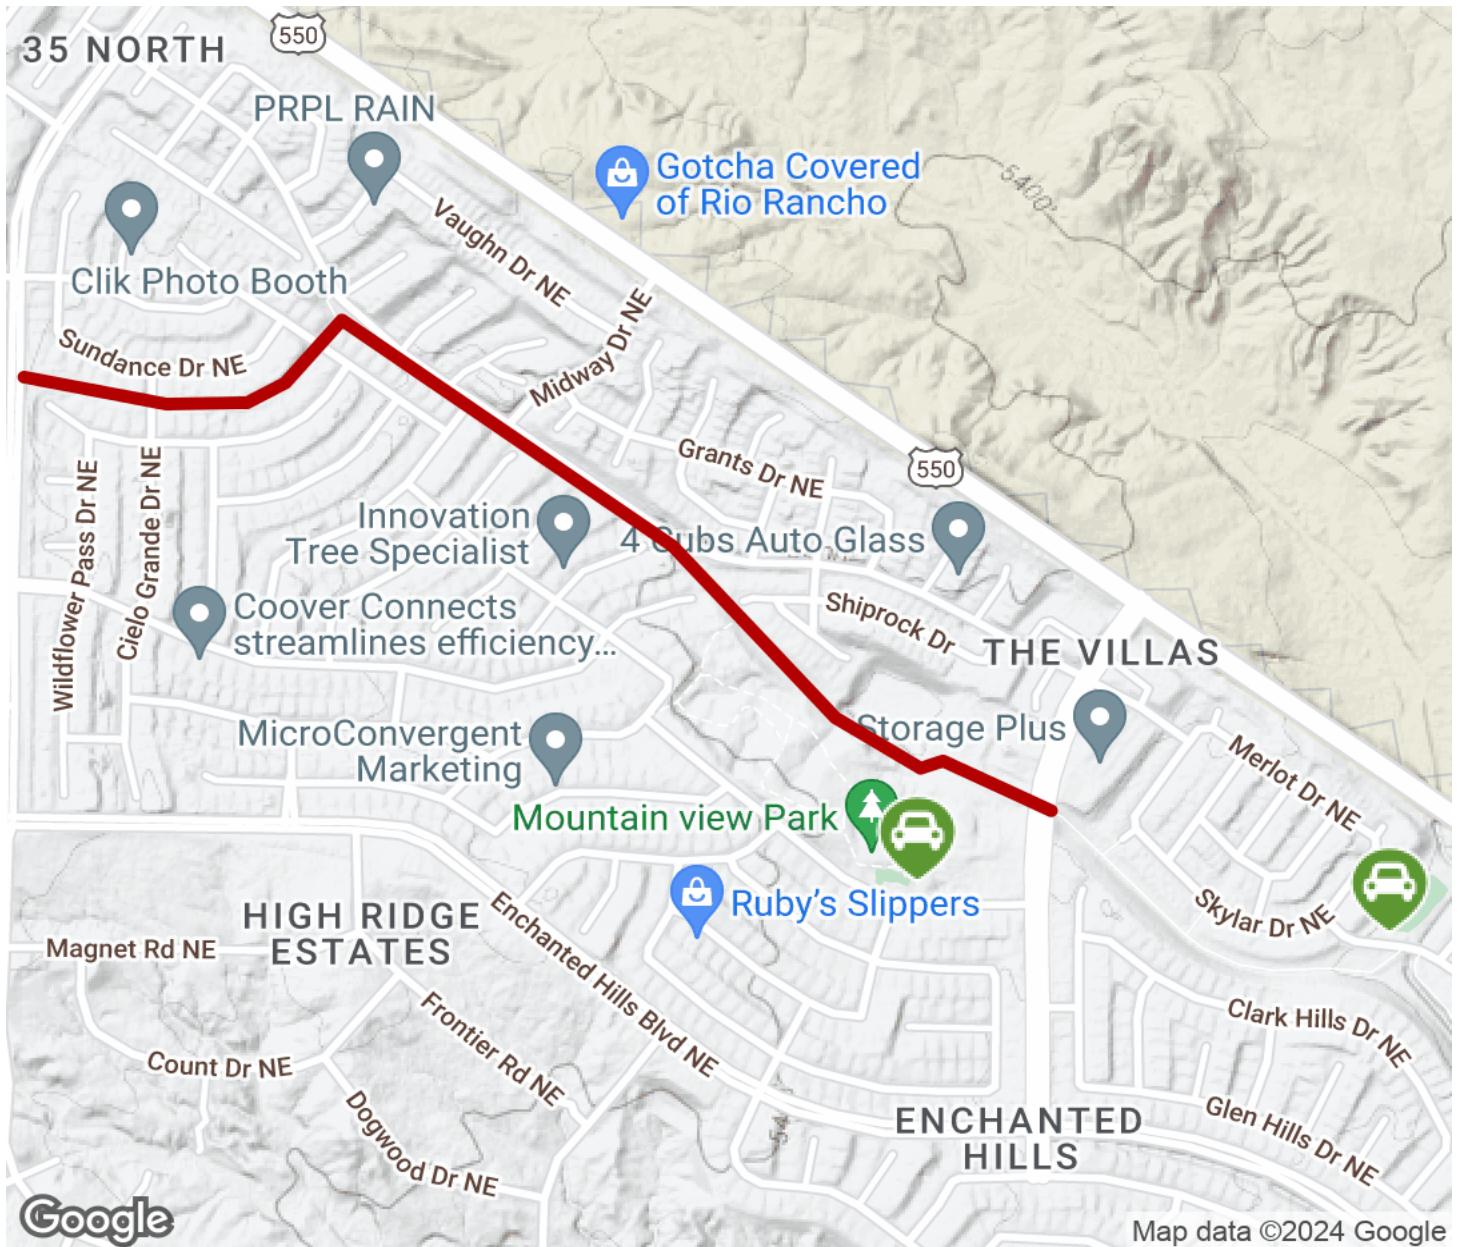 550
35 NORTH
PRPL RAIN
Gotcha Covered
of Rio Rancho
5400'
Vaughn Dr NE
Clik Photo Booth
Midway Dr NE
Sundance Dr NE
Grants Dr NE
550
Wildflower Pass Dr NE
Cielo Grande Dr NE
Innovation
Tree Specialist
4 Cubs Auto Glass
Coover Connects
streamlines efficiency...
Shiprock Dr
THE VILLAS
MicroConvergent
Marketing
Storage Plus
Merlot Dr NE
Mountain view Park
Ruby's Slippers
Skylar Dr NE
HIGH RIDGE
ESTATES
Magnet Rd NE
Enchanted Hills Blvd NE
Frontier Rd NE
Clark Hills Dr NE
Count Dr NE
Dogwood Dr NE
ENCHANTED
HILLS
Glen Hills Dr NE
Google
Map data ©2024 Google